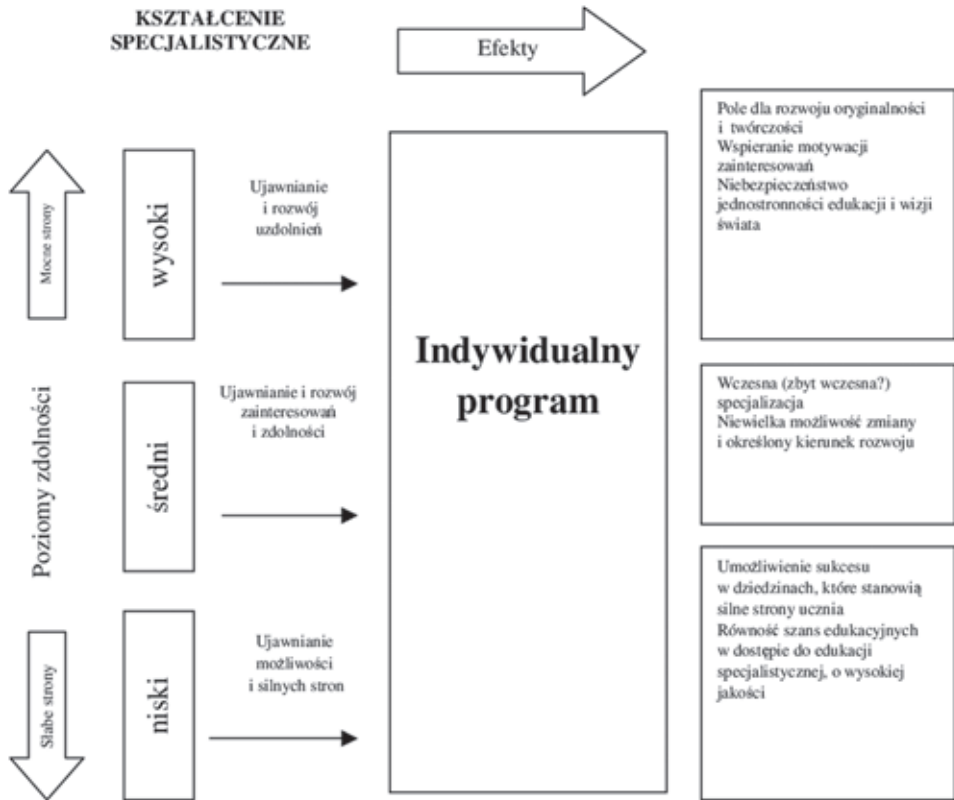 KSZTAŁCENIE
SPECJALISTYCZNE
Efekty
Mocne strony
wysoki
Ujawnianie
i rozwój
uzdolnień
Pole dla rozwoju oryginalności
i twórczości
Wspieranie motywacji
zainteresowań
Niebezpieczeństwo
jednostronności edukacji i wizji
świata
Indywidualny
program
Poziomy zdolności
średni
Ujawnianie i rozwój
zainteresowań
i zdolności
Wczesna (zbyt wczesna?)
specjalizacja
Niewielka możliwość zmiany
i określony kierunek rozwoju
Słabe strony
niski
Ujawnianie
możliwości
i silnych stron
Umożliwienie sukcesu
w dziedzinach, które stanowią
silne strony ucznia
Równość szans edukacyjnych
w dostępie do edukacji
specjalistycznej, o wysokiej
jakości